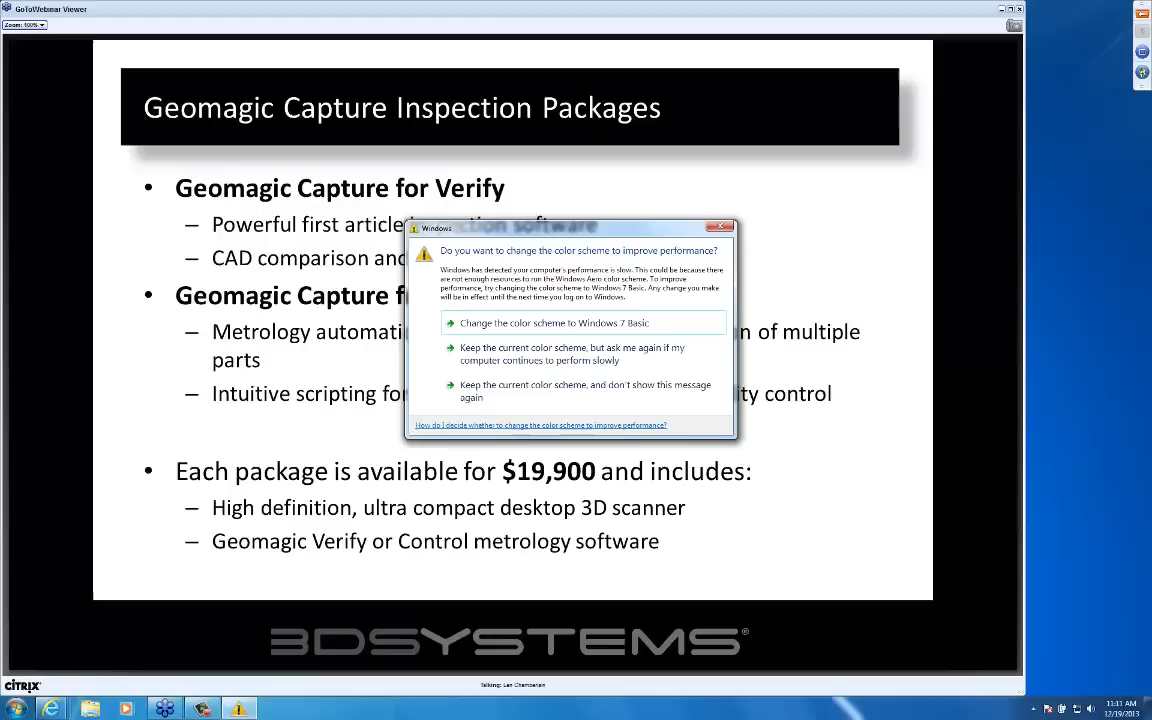 GoToWebinar Viewer
Zoom: 100%
Geomagic Capture Inspection Packages
• Geomagic Capture for Verify
– Powerful first article inspection software
– CAD comparison and
• Geomagic Capture f
– Metrology automati
n of multiple
parts
– Intuitive scripting for
ity control
Windows
Do you want to change the color scheme to improve performance?
Windows has detected your computer's performance is slow. This could be because there
are not enough resources to run the Windows Aero color scheme. To improve
performance, try changing the color scheme to Windows 7 Basic. Any change you make
will be in effect until the next time you log on to Windows.
Change the color scheme to Windows 7 Basic
Keep the current color scheme, but ask me again if my
computer continues to perform slowly
Keep the current color scheme, and don't show this message
again
How do I decide whether to change the color scheme to improve performance?
• Each package is available for $19,900 and includes:
– High definition, ultra compact desktop 3D scanner
– Geomagic Verify or Control metrology software
3DSYSTEMS®
CITRIX
Talking: Len Chamberlain
11:11 AM
12/19/2013